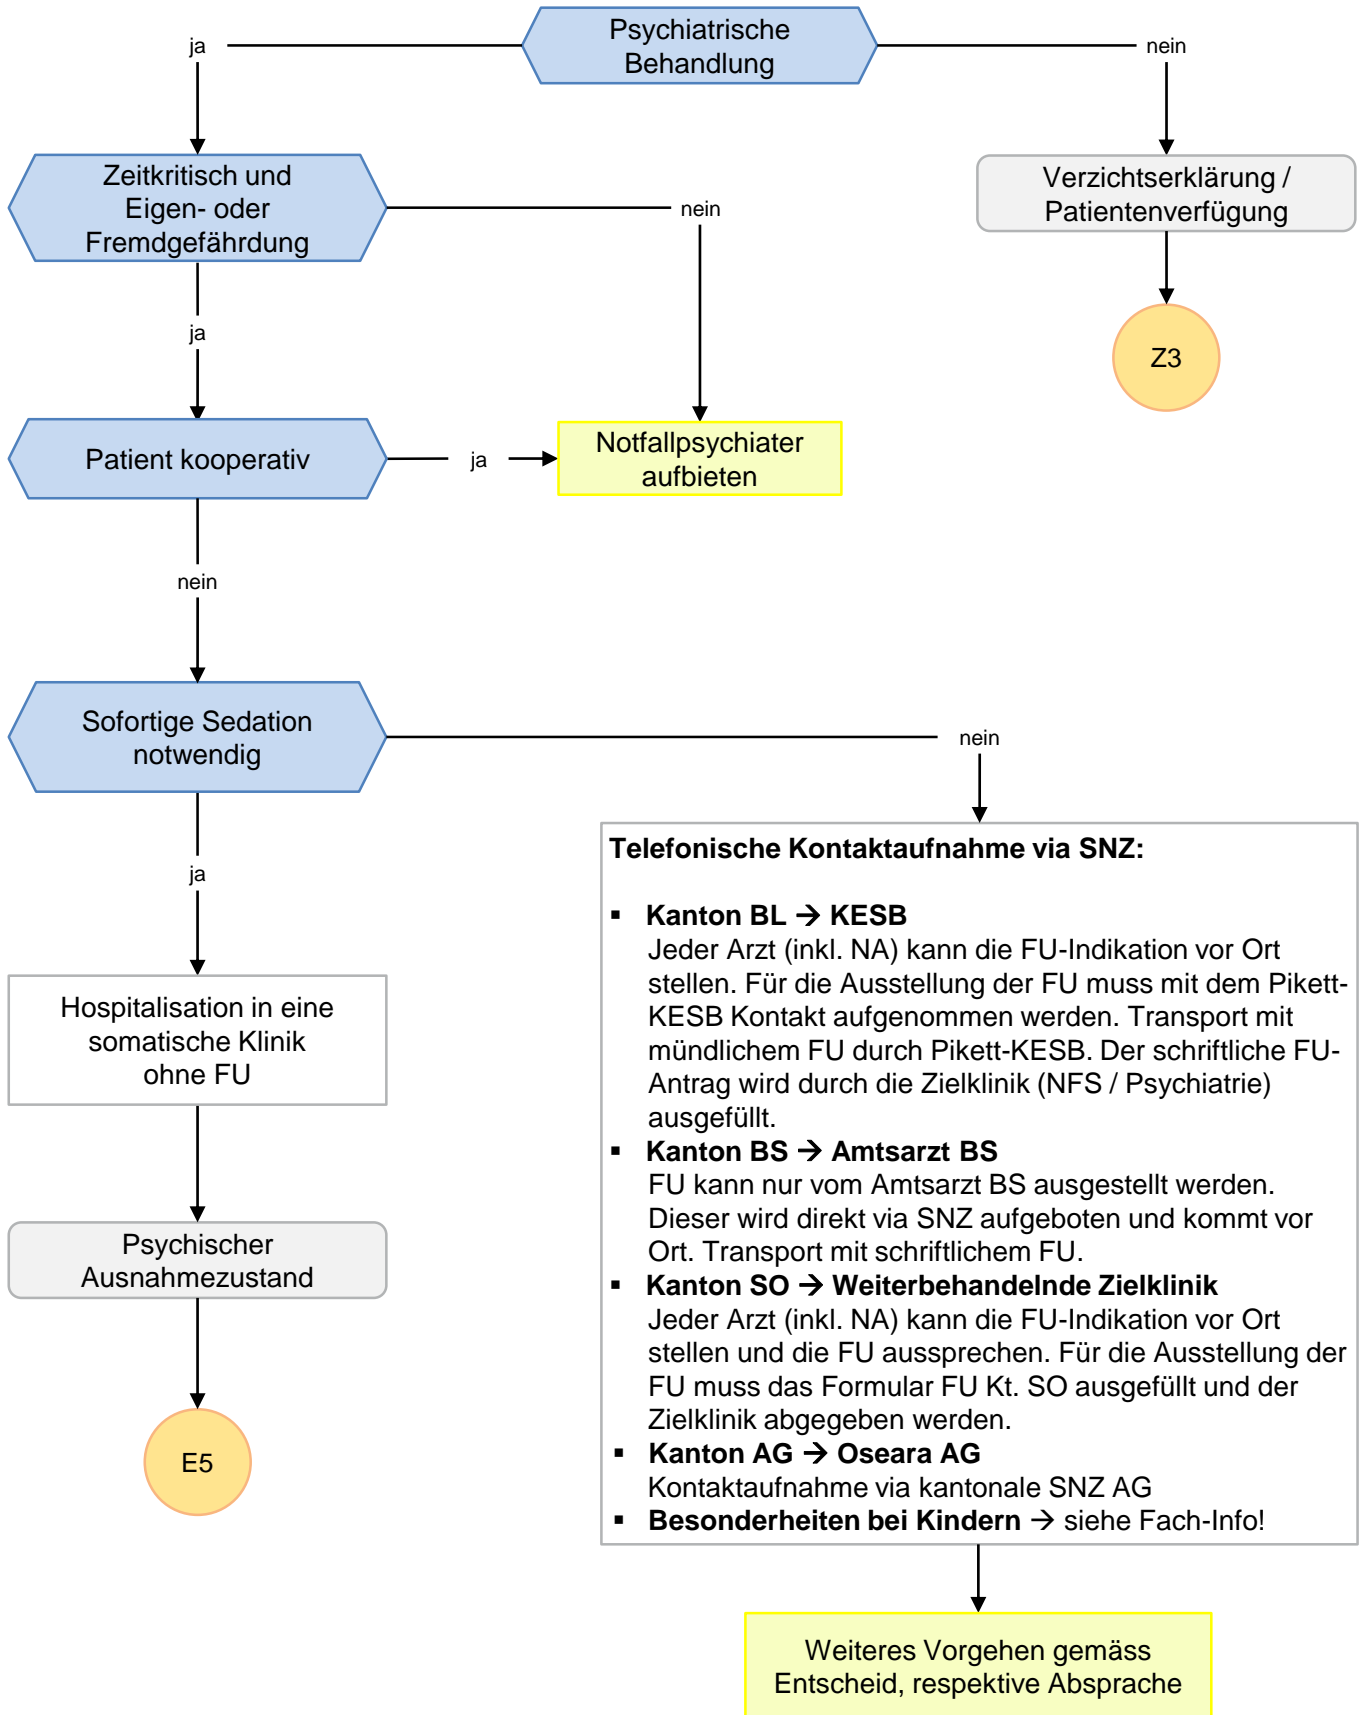 Psychiatrische
Behandlung
ja
nein
Zeitkritisch und
Eigen- oder
Fremdgefährdung
nein
Verzichtserklärung /
Patientenverfügung
ja
Z3
Patient kooperativ
ja
Notfallpsychiater
aufbieten
nein
Sofortige Sedation
notwendig
nein
ja
Hospitalisation in eine
somatische Klinik
ohne FU
Psychischer
Ausnahmezustand
E5
Telefonische Kontaktaufnahme via SNZ:
▪ Kanton BL → KESB
Jeder Arzt (inkl. NA) kann die FU-Indikation vor Ort
stellen. Für die Ausstellung der FU muss mit dem Pikett-
KESB Kontakt aufgenommen werden. Transport mit
mündlichem FU durch Pikett-KESB. Der schriftliche FU-
Antrag wird durch die Zielklinik (NFS / Psychiatrie)
ausgefüllt.
▪ Kanton BS → Amtsarzt BS
FU kann nur vom Amtsarzt BS ausgestellt werden.
Dieser wird direkt via SNZ aufgeboten und kommt vor
Ort. Transport mit schriftlichem FU.
▪ Kanton SO → Weiterbehandelnde Zielklinik
Jeder Arzt (inkl. NA) kann die FU-Indikation vor Ort
stellen und die FU aussprechen. Für die Ausstellung der
FU muss das Formular FU Kt. SO ausgefüllt und der
Zielklinik abgegeben werden.
▪ Kanton AG → Oseara AG
Kontaktaufnahme via kantonale SNZ AG
▪ Besonderheiten bei Kindern → siehe Fach-Info!
Weiteres Vorgehen gemäss
Entscheid, respektive Absprache